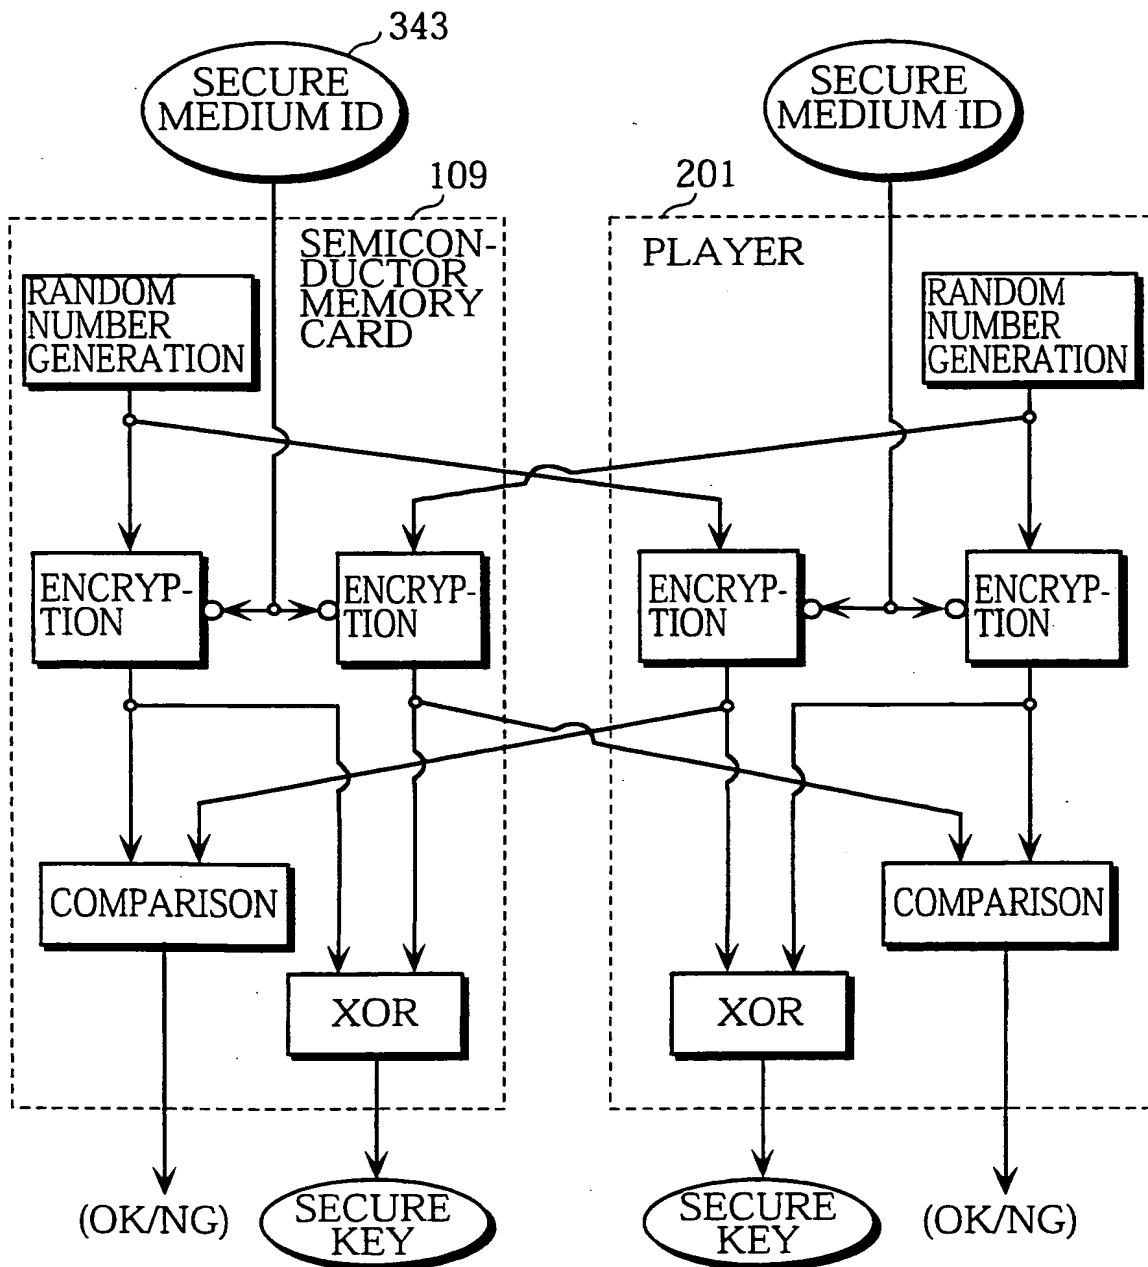 343
SECURE
MEDIUM ID
SECURE
MEDIUM ID
109
201
SEMICON-
DUCTOR
MEMORY
CARD
PLAYER
RANDOM
NUMBER
GENERATION
RANDOM
NUMBER
GENERATION
ENCRYP-
TION
ENCRYP-
TION
ENCRYP-
TION
ENCRYP-
TION
COMPARISON
COMPARISON
XOR
XOR
(OK/NG)
SECURE
KEY
SECURE
KEY
(OK/NG)